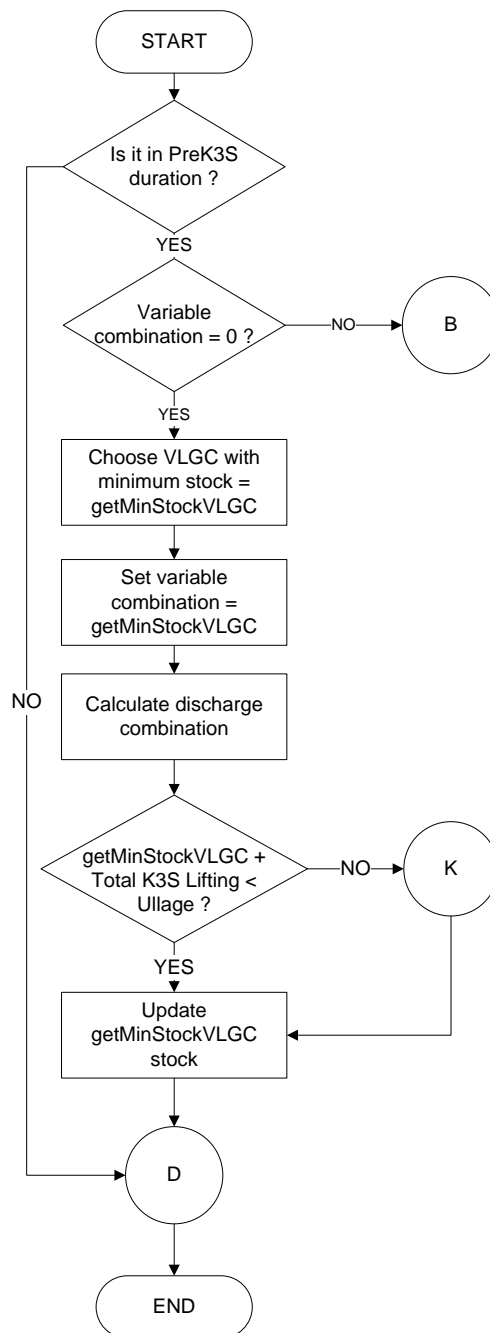 START
Is it in PreK3S
duration ?
YES
Variable
combination = 0 ?
NO
B
YES
Choose VLGC with
minimum stock =
getMinStockVLGC
Set variable
combination =
getMinStockVLGC
NO
Calculate discharge
combination
getMinStockVLGC +
Total K3S Lifting <
Ullage ?
NO
K
YES
Update
getMinStockVLGC
stock
D
END